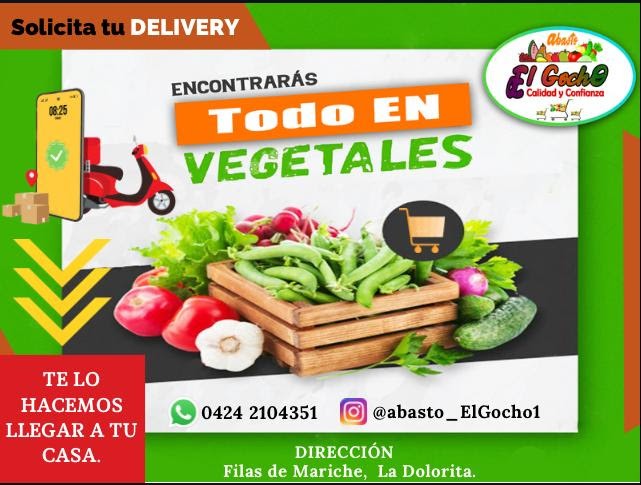 Solicita tu DELIVERY
Abasto
El GochO
Calidad y Confianza
ENCONTRARÁS
Todo EN
VEGETALES
08:25
TE LO
HACEMOS
LLEGAR A TU
CASA.
0424 2104351
@abasto_ElGocho1
DIRECCIÓN
Filas de Mariche, La Dolorita.